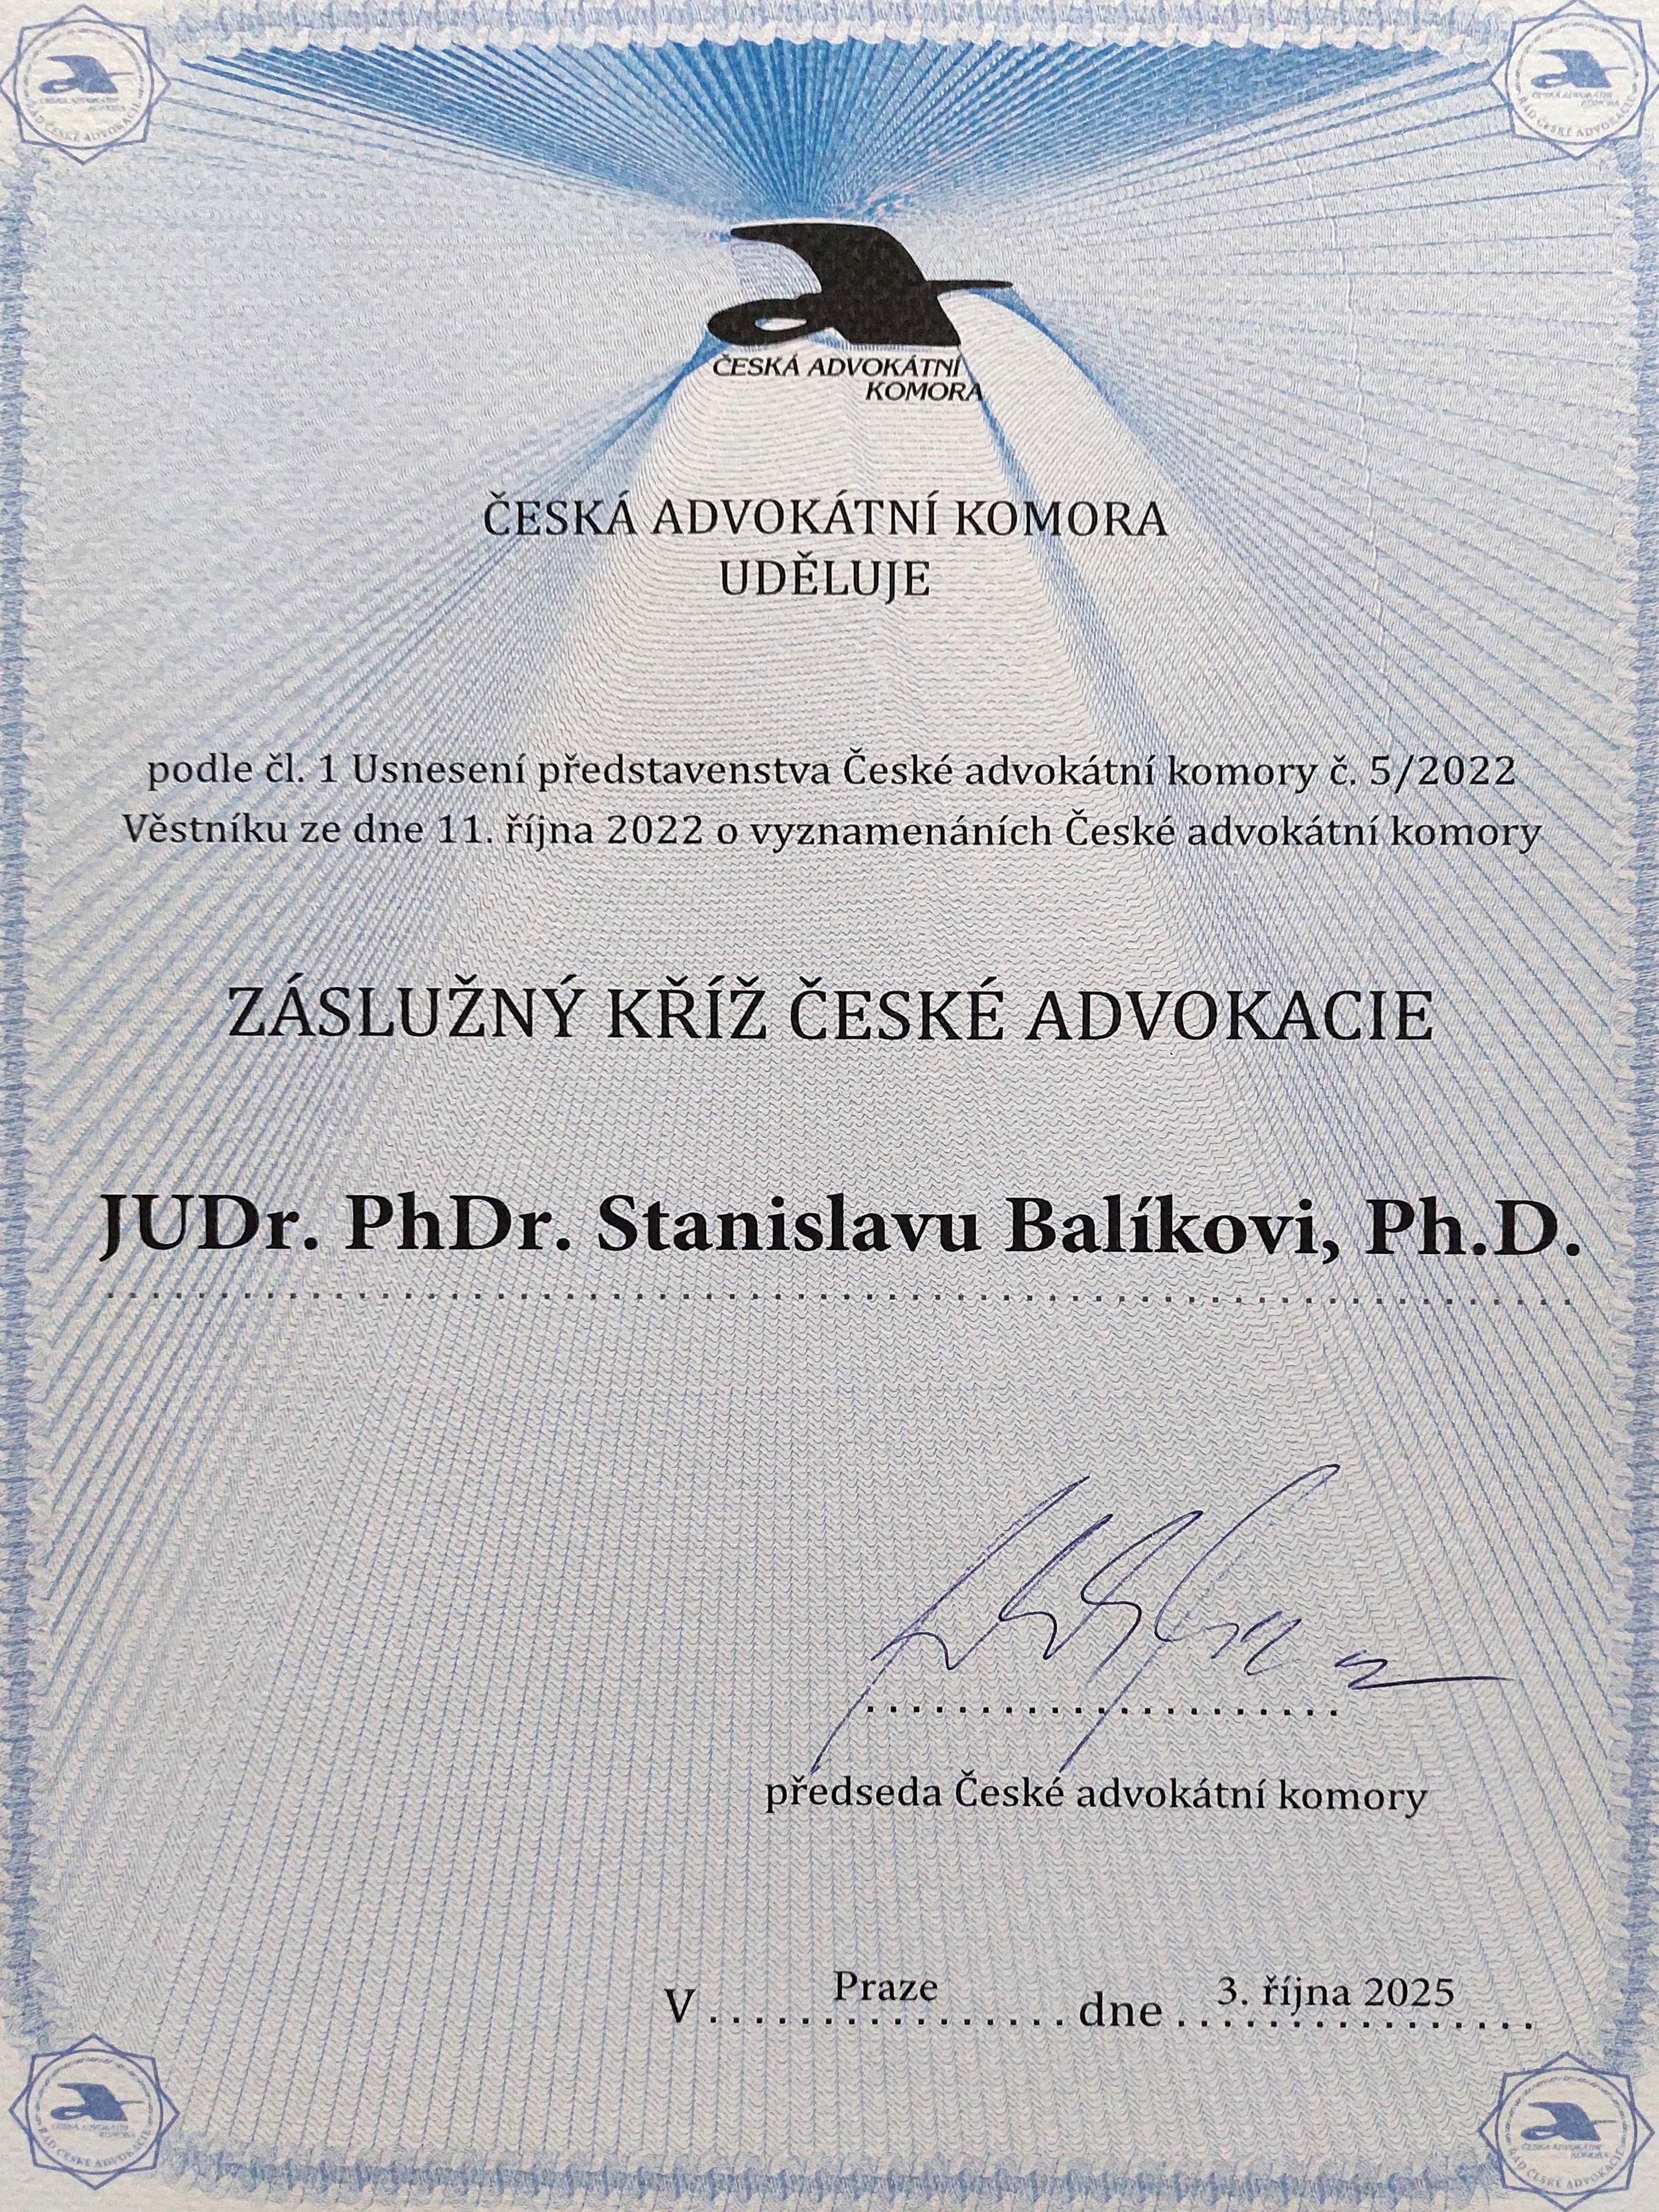 ČESKÁ ADVOKÁTNÍ
KOMORA
ČESKÁ ADVOKÁTNÍ KOMORA
UDĚLUJE
podle čl. 1 Usnesení představenstva České advokátní komory č. 5/2022
Věstníku ze dne 11. října 2022 o vyznamenáních České advokátní komory
ZÁSLUŽNÝ KŘÍŽ ČESKÉ ADVOKACIE
JUDr. PhDr. Stanislavu Balíkovi, Ph.D.
předseda České advokátní komory
V Praze dne 3. října 2025